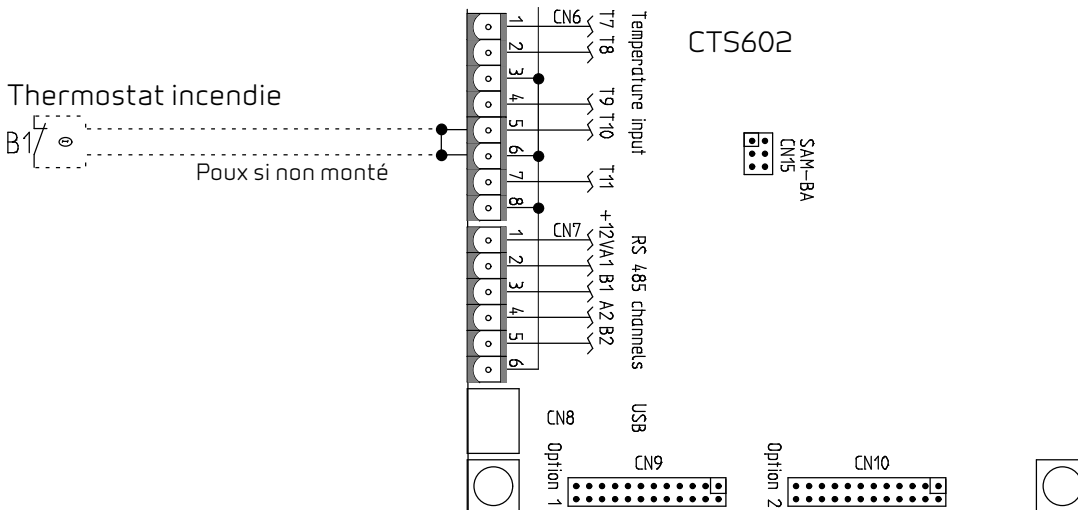 CTS602
Thermostat incendie
B1
Poux si non monté
1
2
3
4
5
6
7
8
CN6
T7 T8
T9 T10
T11
Temperature input
1
2
3
4
5
6
CN7
+12V A1 B1 A2 B2
RS 485 channels
SAM-BA
CN15
CN8
USB
Option 1
CN9
Option 2
CN10